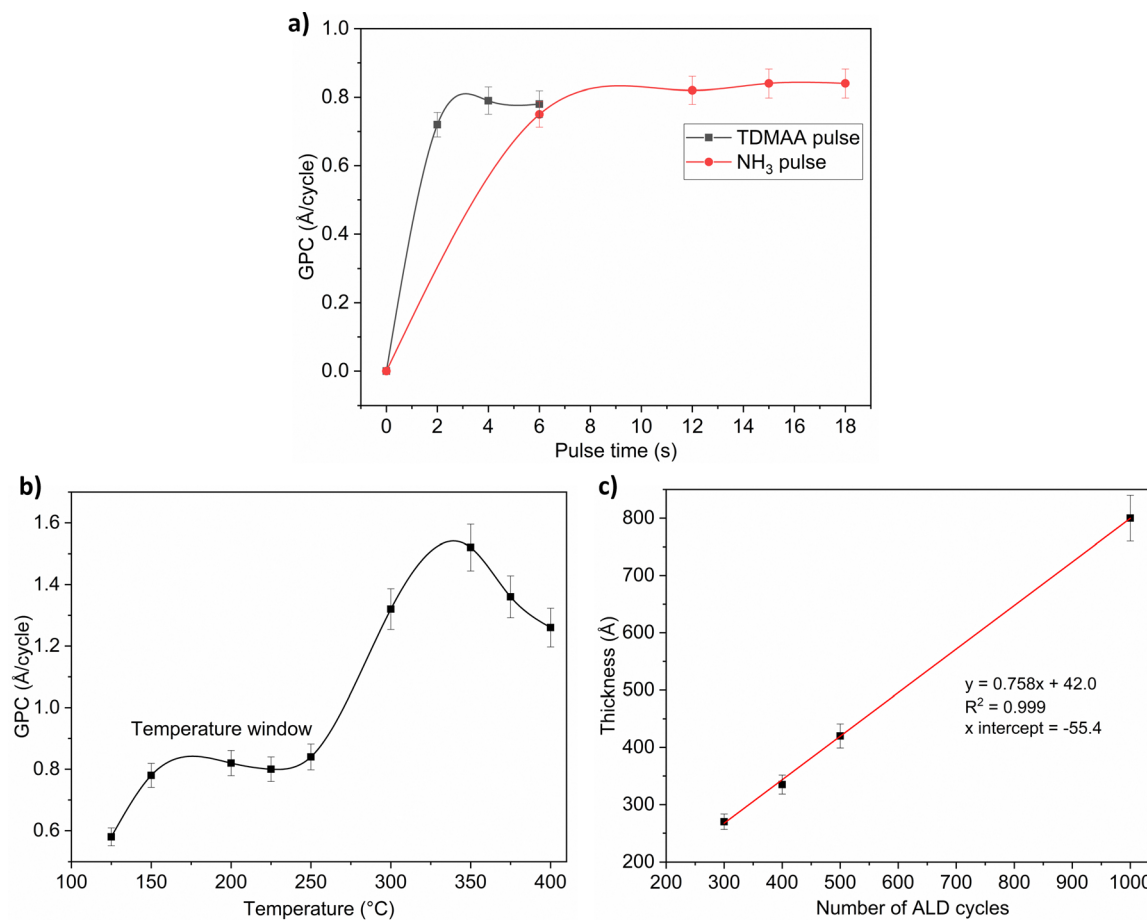 a)
1.0
0.8
0.6
0.8
0.4
0.2
0.0
GPC (Å/cycle)
TDMAA pulse
NH₃ pulse
0 2 4 6 8 10 12 14 16 18
Pulse time (s)
b)
1.6
1.4
1.2
1.0
0.8
0.6
GPC (Å/cycle)
Temperature window
100 150 200 250 300 350 400
Temperature (°C)
c)
800
700
600
800
500
400
300
200
Thickness (Å)
y = 0.758x + 42.0
R² = 0.999
x intercept = -55.4
200 300 400 500 600 700 800 900 1000
Number of ALD cycles